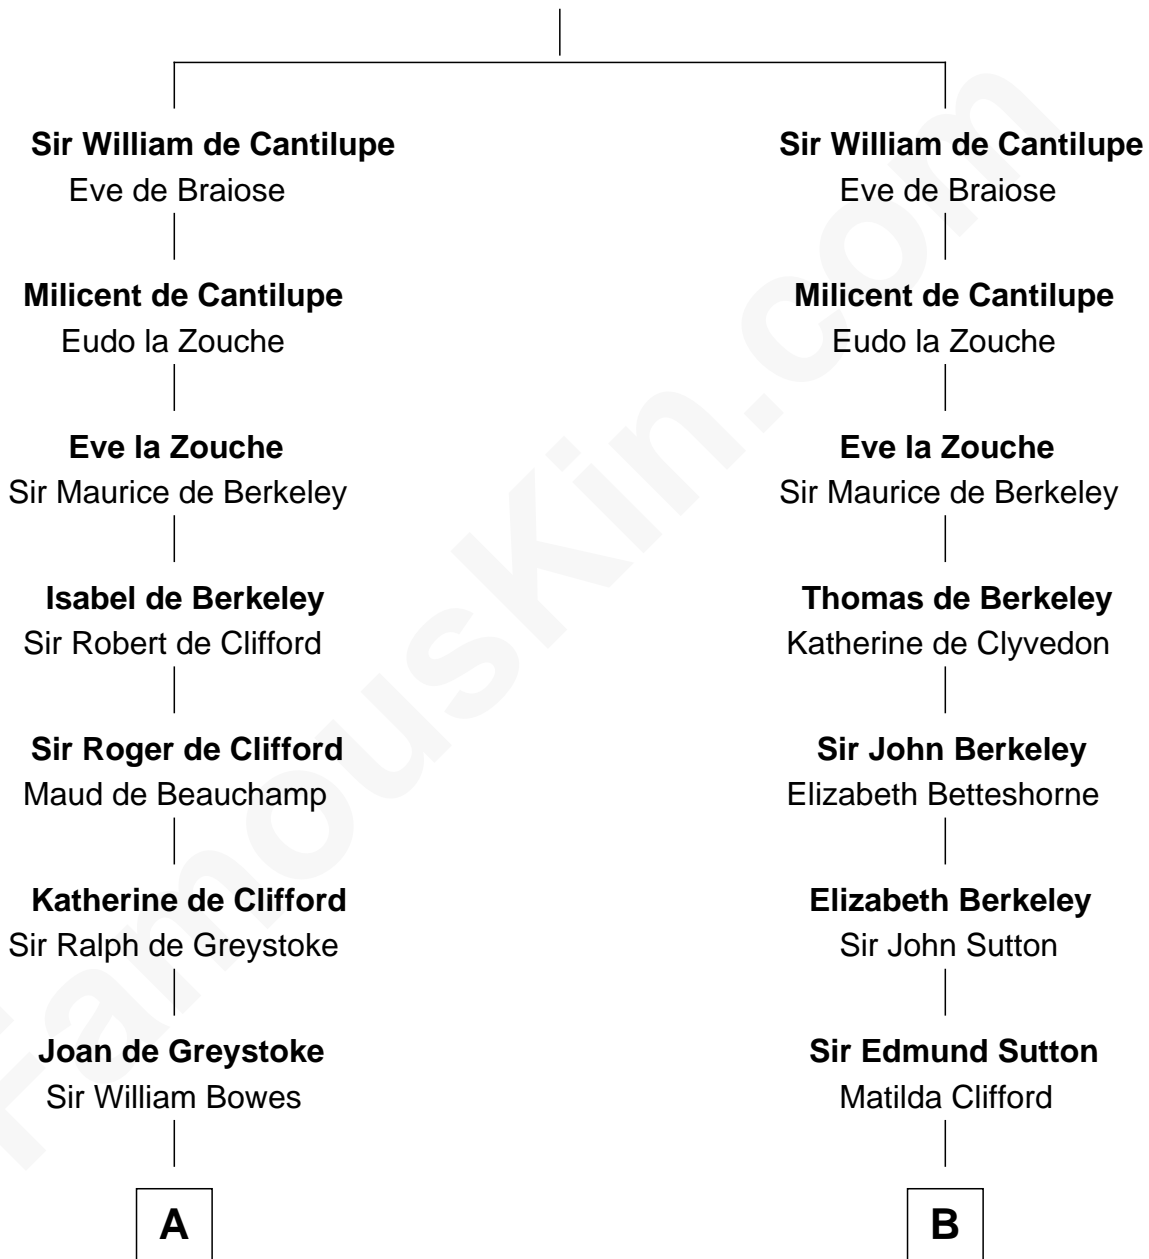 Sir William de Cantilupe
Eve de Braiose
Milicent de Cantilupe
Eudo la Zouche
Eve la Zouche
Sir Maurice de Berkeley
Isabel de Berkeley
Sir Robert de Clifford
Sir Roger de Clifford
Maud de Beauchamp
Katherine de Clifford
Sir Ralph de Greystoke
Joan de Greystoke
Sir William Bowes
A
Sir William de Cantilupe
Eve de Braiose
Milicent de Cantilupe
Eudo la Zouche
Eve la Zouche
Sir Maurice de Berkeley
Thomas de Berkeley
Katherine de Clyvedon
Sir John Berkeley
Elizabeth Betteshorne
Elizabeth Berkeley
Sir John Sutton
Sir Edmund Sutton
Matilda Clifford
B
FamousKin.com